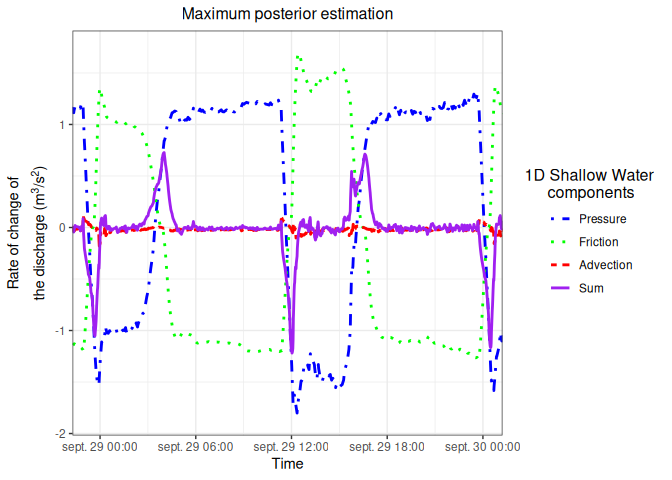 Maximum posterior estimation
Rate of change of
the discharge (m³/s²)
1
0
-1
-2
sept. 29 00:00 sept. 29 06:00 sept. 29 12:00 sept. 29 18:00 sept. 30 00:00
Time
1D Shallow Water
components
Pressure
Friction
Advection
Sum